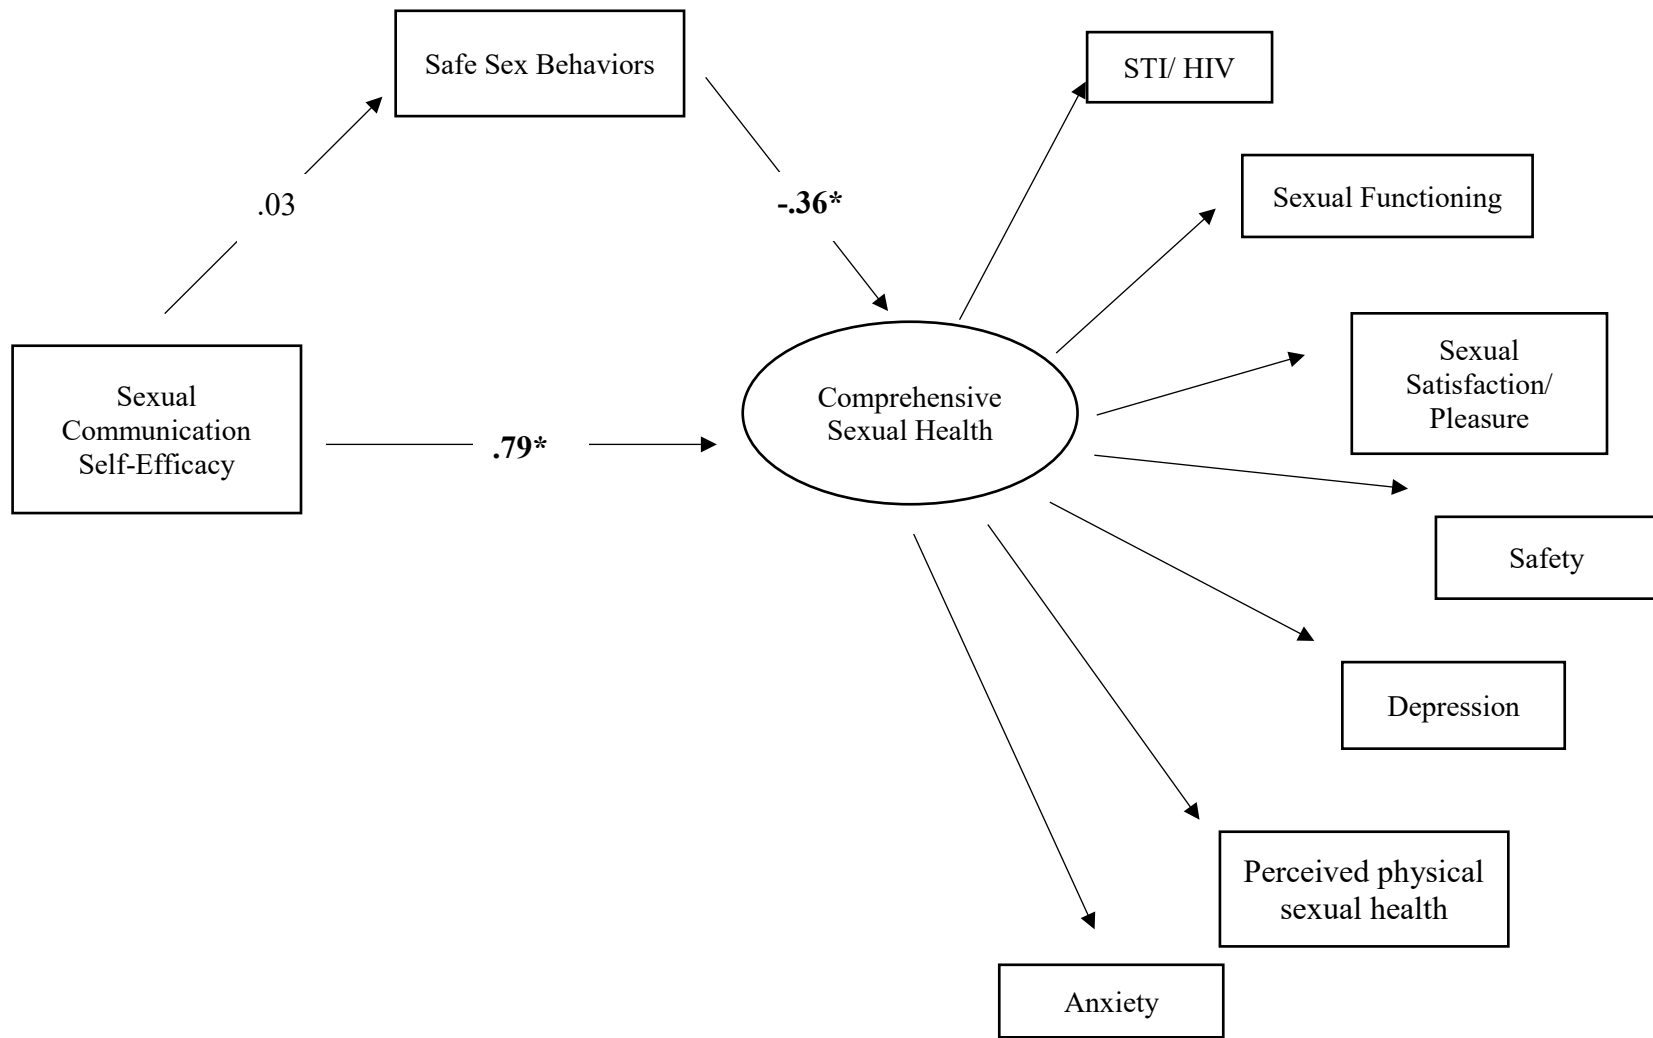 Safe Sex Behaviors
STI/ HIV
.03
-.36*
Sexual Functioning
Sexual
Communication
Self-Efficacy
.79*
Comprehensive
Sexual Health
Sexual
Satisfaction/
Pleasure
Safety
Depression
Perceived physical
sexual health
Anxiety